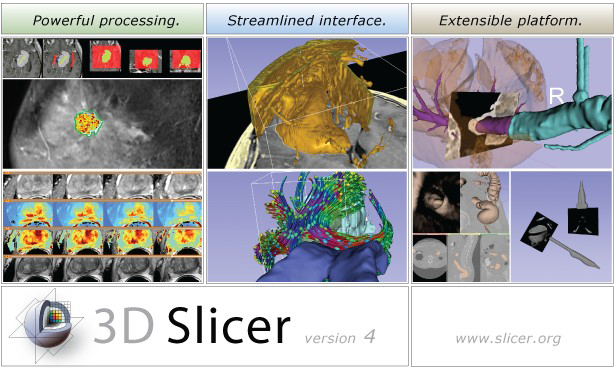 Powerful processing.
Streamlined interface.
Extensible platform.
R
3D Slicer version 4
www.slicer.org